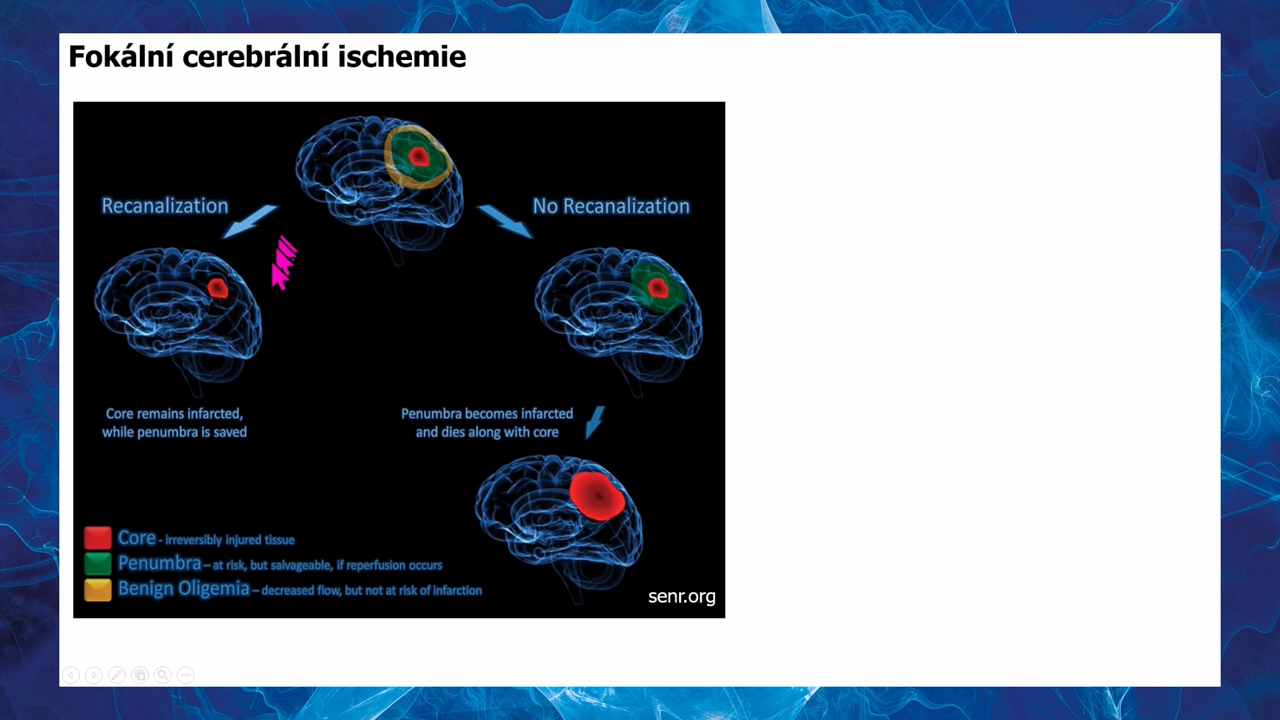 Fokální cerebrální ischemie
Recanalization
No Recanalization
Core remains infarcted,
while penumbra is saved
Penumbra becomes infarcted
and dies along with core
Core - irreversibly injured tissue
Penumbra – at risk, but salvageable, if reperfusion occurs
Benign Oligemia – decreased flow, but not at risk of infarction
senr.org